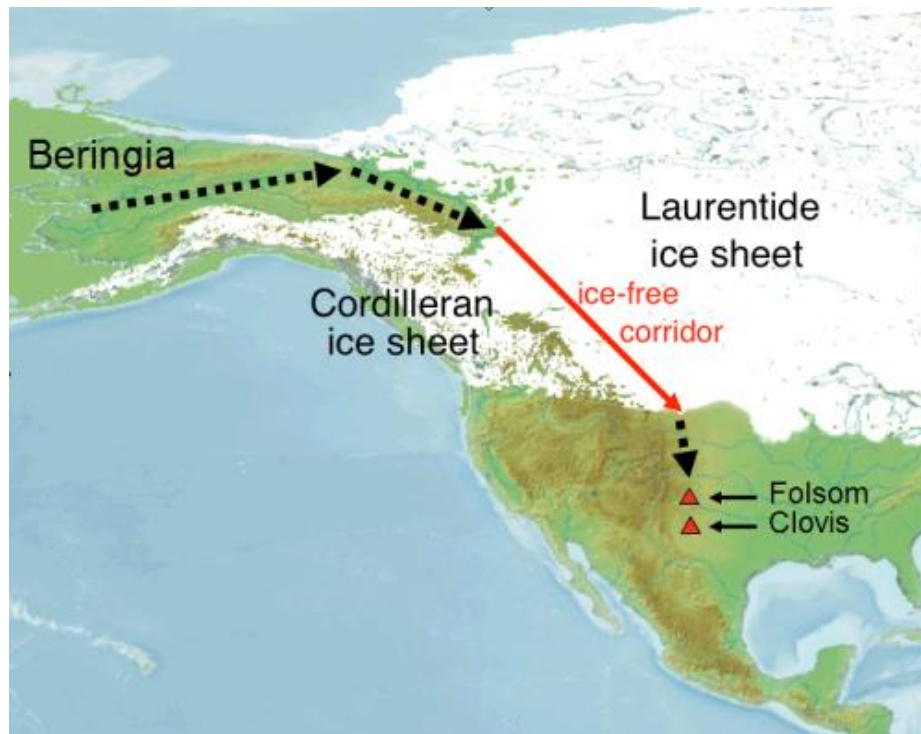 Beringia
Laurentide
ice sheet
ice-free
corridor
Cordilleran
ice sheet
Folsom
Clovis